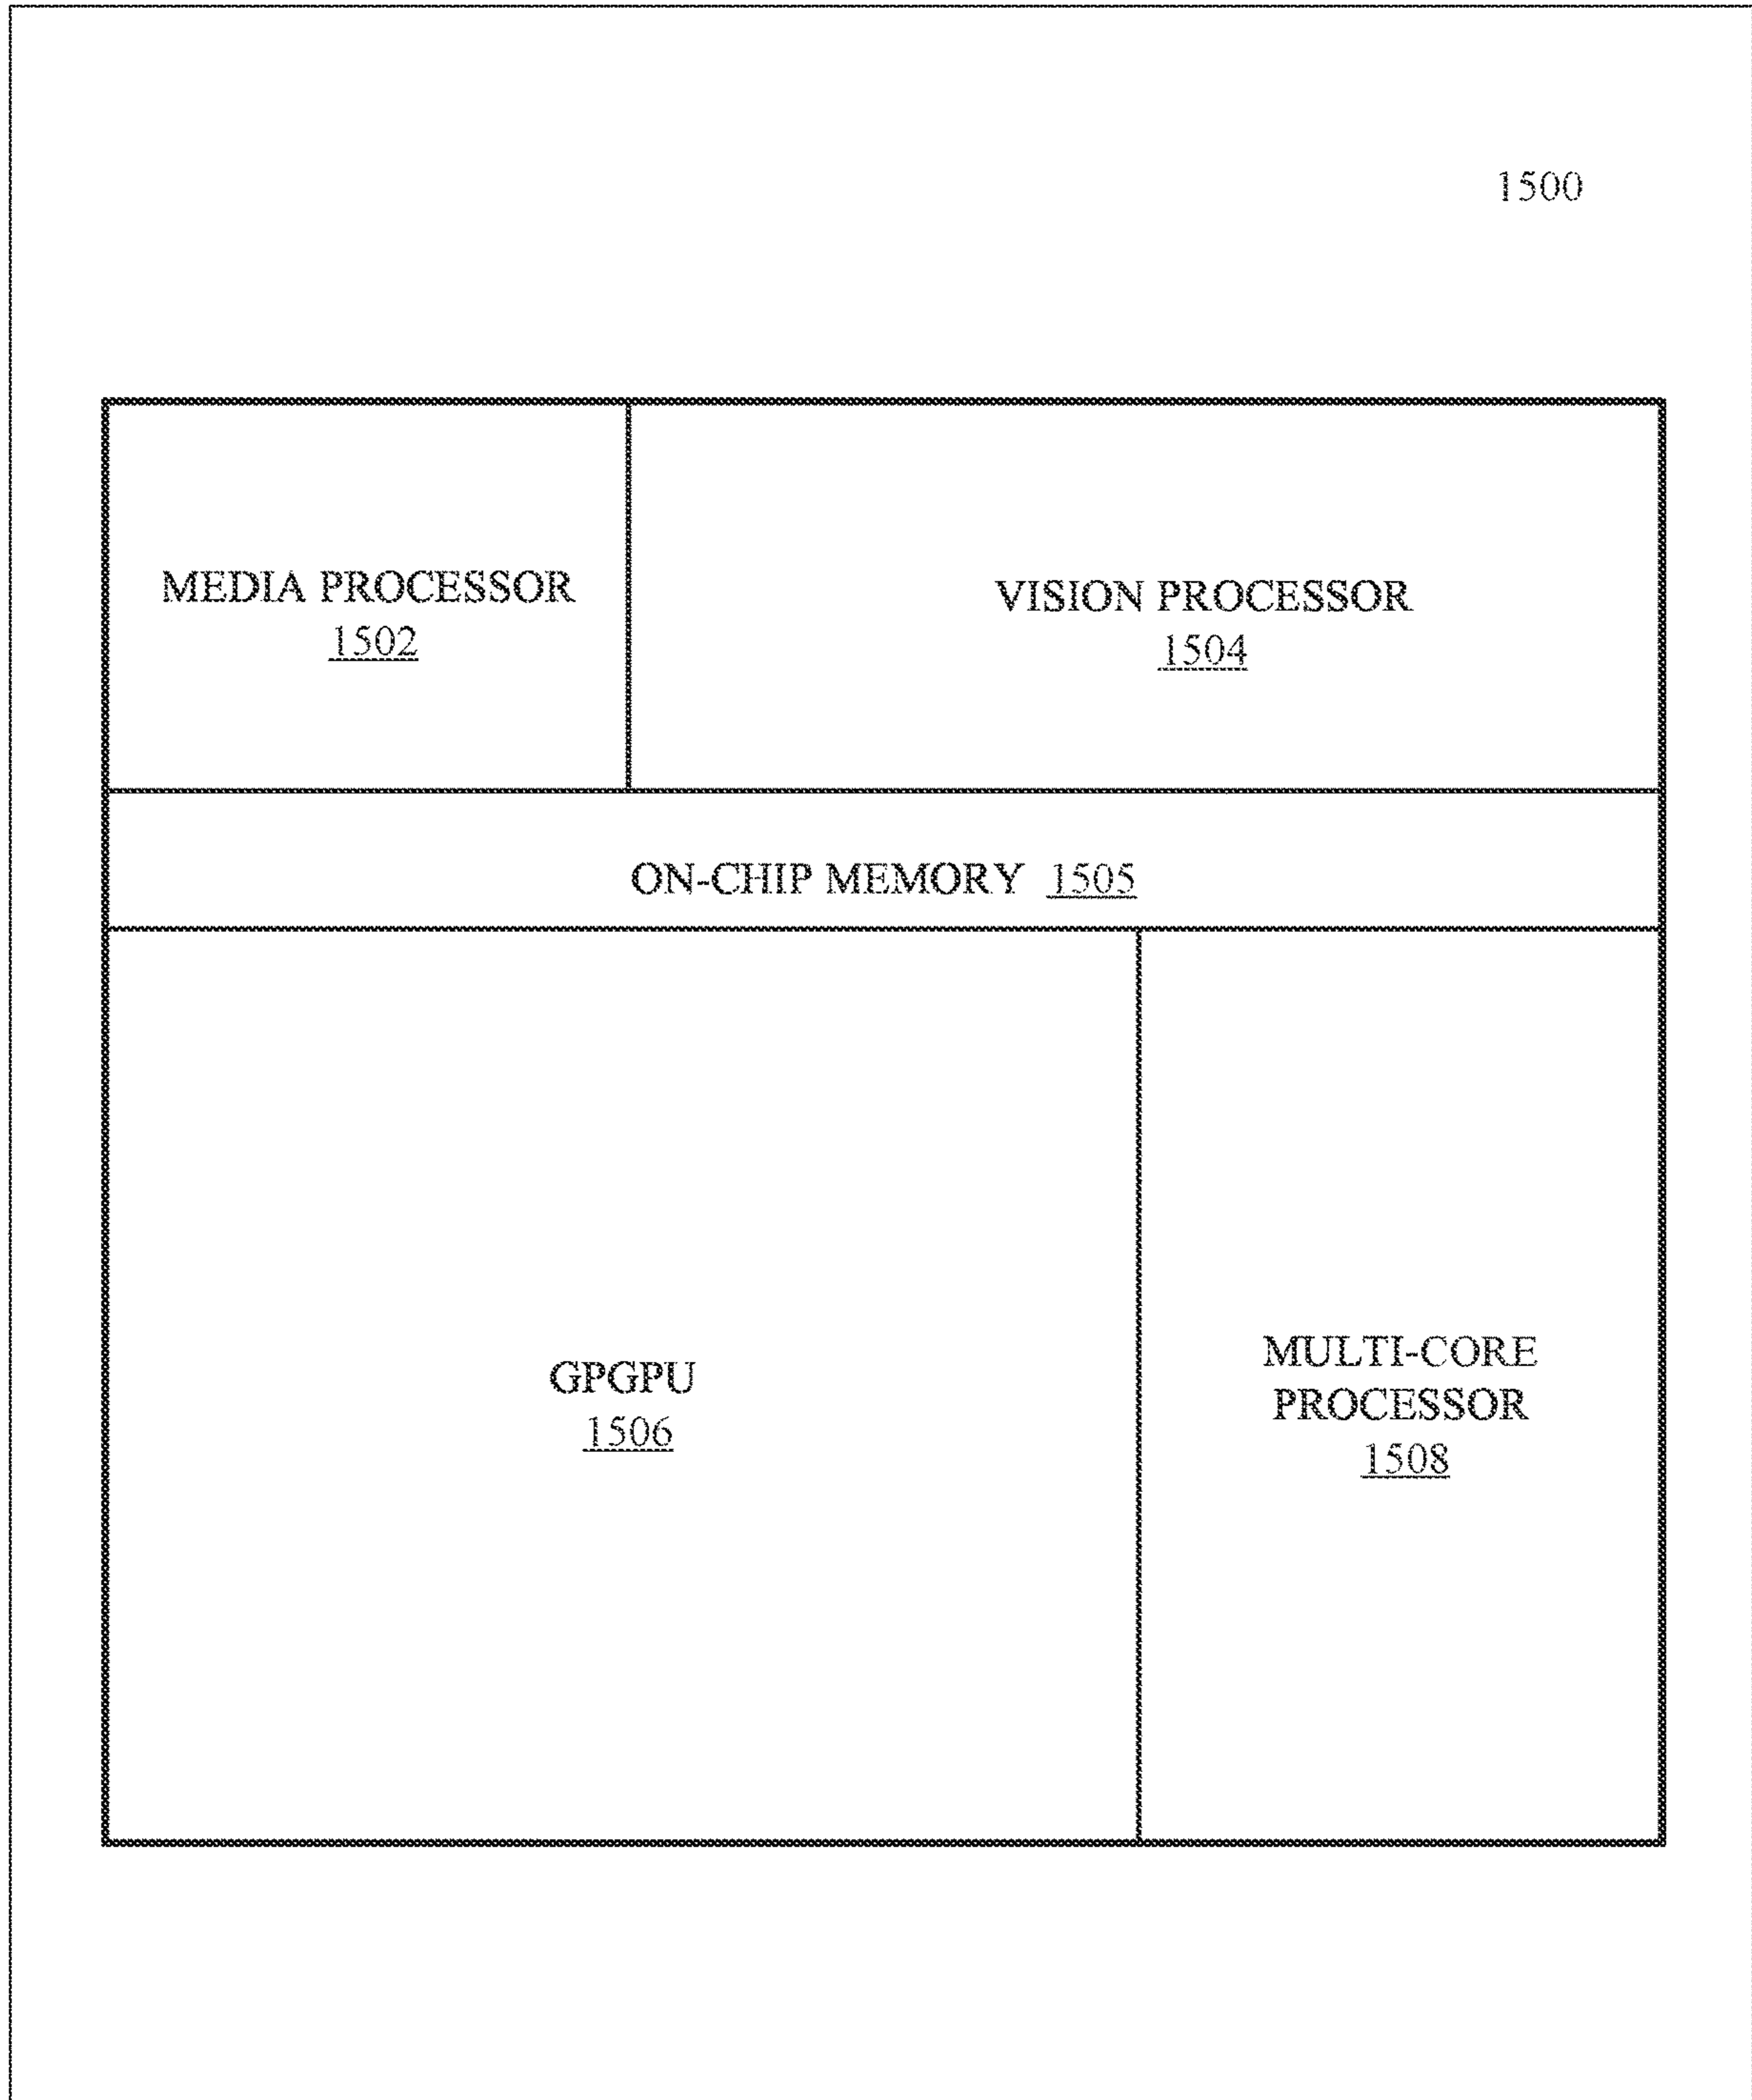 1500
MEDIA PROCESSOR
1502
VISION PROCESSOR
1504
ON-CHIP MEMORY 1505
GPGPU
1506
MULTI-CORE
PROCESSOR
1508